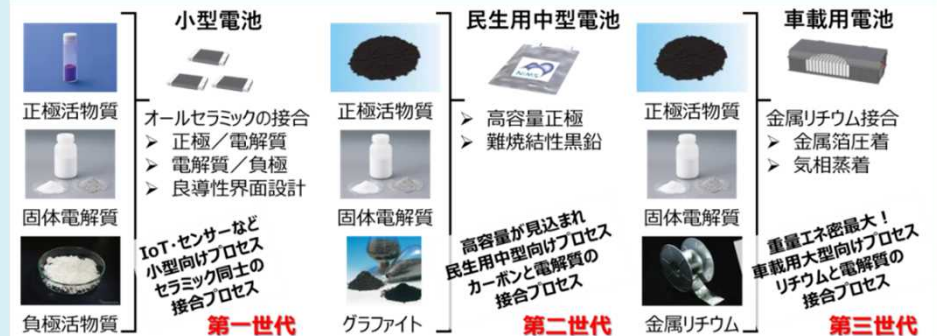 小型電池
正極活物質
オールセラミックの接合
➢ 正極／電解質
➢ 電解質／負極
➢ 良導性界面設計
固体電解質
IoT・センサーなど
小型向けプロセス
セラミック同士の
接合プロセス
負極活物質
第一世代
民生用中型電池
NIMS
正極活物質
➢ 高容量正極
➢ 難焼結性黒鉛
固体電解質
高容量が見込まれ
民生用中型向けプロセス
カーボンと電解質の
接合プロセス
グラファイト
第二世代
車載用電池
正極活物質
金属リチウム接合
➢ 金属箔圧着
➢ 気相蒸着
固体電解質
重量エネ密最大！
車載用大型向けプロセス
リチウムと電解質の
接合プロセス
金属リチウム
第三世代